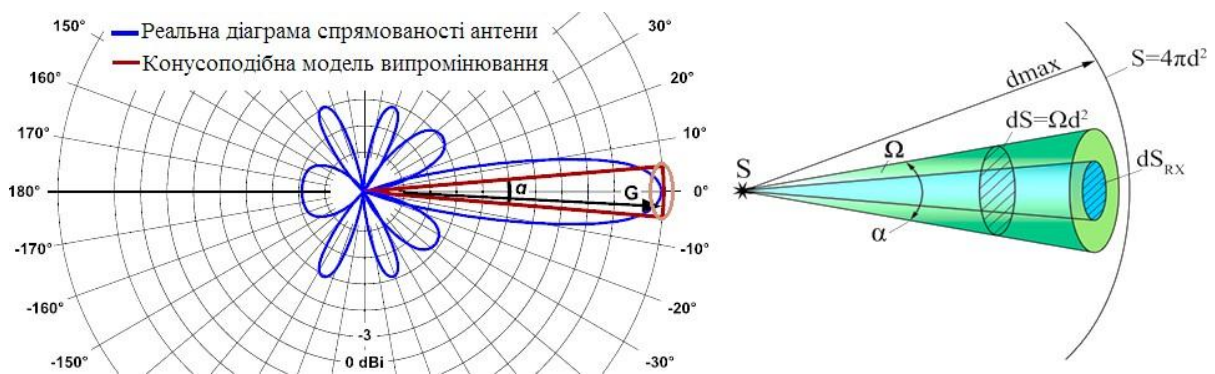 Реальна діаграма спрямованості антени
Конусоподібна модель випромінювання
150°
160°
170°
180°
-170°
-160°
-150°
30°
20°
10°
0°
-10°
-20°
-30°
α
G
-3
0 dBi
S
dmax
S=4πd²
dS=Ωd²
Ω
α
dS_RX